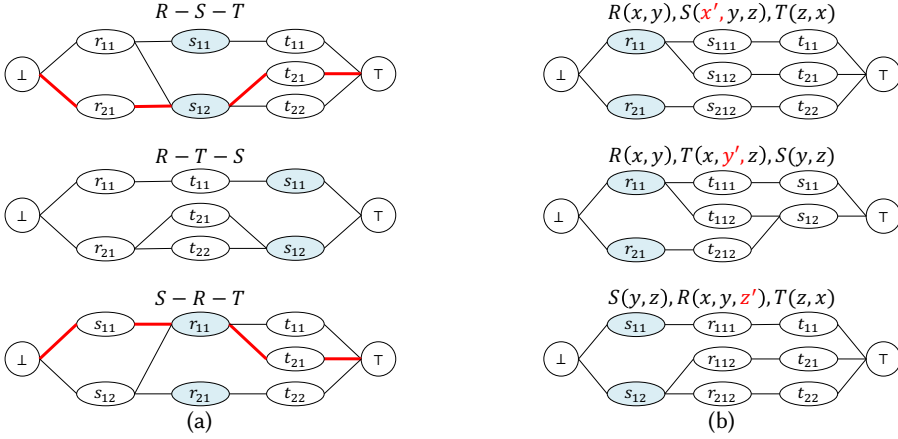 R − S − T
r₁₁ s₁₁ t₁₁
⊥ t₂₁ ⊤
r₂₁ s₁₂ t₂₂
R − T − S
r₁₁ t₁₁ s₁₁
⊥ t₂₁ ⊤
r₂₁ t₂₂ s₁₂
S − R − T
s₁₁ r₁₁ t₁₁
⊥ t₂₁ ⊤
s₁₂ r₂₁ t₂₂
(a)
R(x, y), S(x′, y, z), T(z, x)
r₁₁ s₁₁₁ t₁₁
⊥ s₁₁₂ t₂₁ ⊤
r₂₁ s₂₁₂ t₂₂
R(x, y), T(x, y′, z), S(y, z)
r₁₁ t₁₁₁ s₁₁
⊥ t₁₁₂ s₁₂ ⊤
r₂₁ t₂₁₂
S(y, z), R(x, y, z′), T(z, x)
s₁₁ r₁₁₁ t₁₁
⊥ r₁₁₂ t₂₁ ⊤
s₁₂ r₂₁₂ t₂₂
(b)